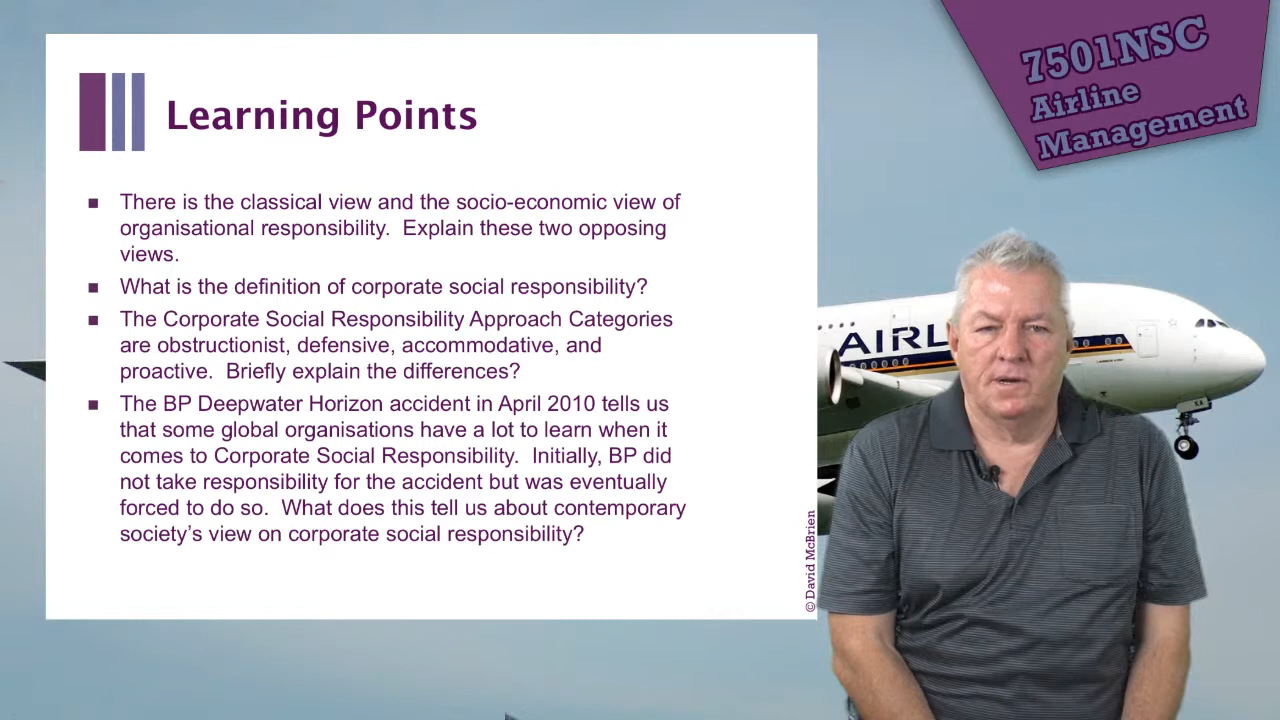 7501NSC
Airline
Management
Learning Points
■ There is the classical view and the socio-economic view of
organisational responsibility.  Explain these two opposing
views.
■ What is the definition of corporate social responsibility?
■ The Corporate Social Responsibility Approach Categories
are obstructionist, defensive, accommodative, and
proactive.  Briefly explain the differences?
■ The BP Deepwater Horizon accident in April 2010 tells us
that some global organisations have a lot to learn when it
comes to Corporate Social Responsibility.  Initially, BP did
not take responsibility for the accident but was eventually
forced to do so.  What does this tell us about contemporary
society's view on corporate social responsibility?
©David McBrien
AIRL
KA